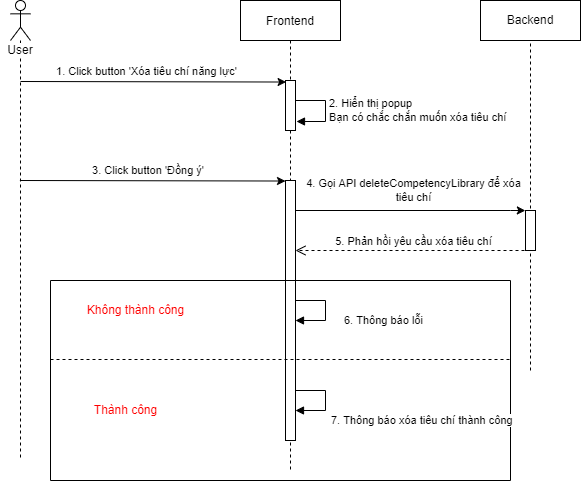 User
Frontend
Backend
1. Click button 'Xóa tiêu chí năng lực'
2. Hiển thị popup
Bạn có chắc chắn muốn xóa tiêu chí
3. Click button 'Đồng ý'
4. Gọi API deleteCompetencyLibrary để xóa
tiêu chí
5. Phản hồi yêu cầu xóa tiêu chí
Không thành công
6. Thông báo lỗi
Thành công
7. Thông báo xóa tiêu chí thành công